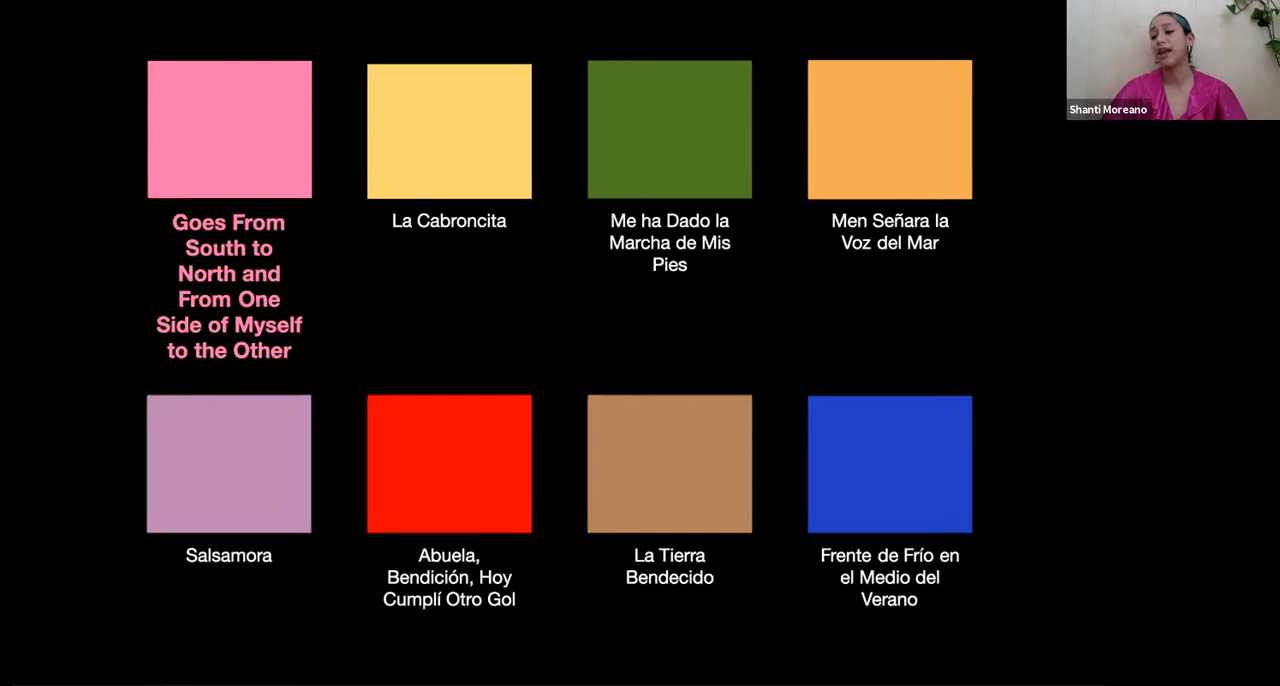 Shanti Moreano
Goes From
South to
North and
From One
Side of Myself
to the Other
La Cabroncita
Me ha Dado la
Marcha de Mis
Pies
Men Señara la
Voz del Mar
Salsamora
Abuela,
Bendición, Hoy
Cumplí Otro Gol
La Tierra
Bendecido
Frente de Frío en
el Medio del
Verano